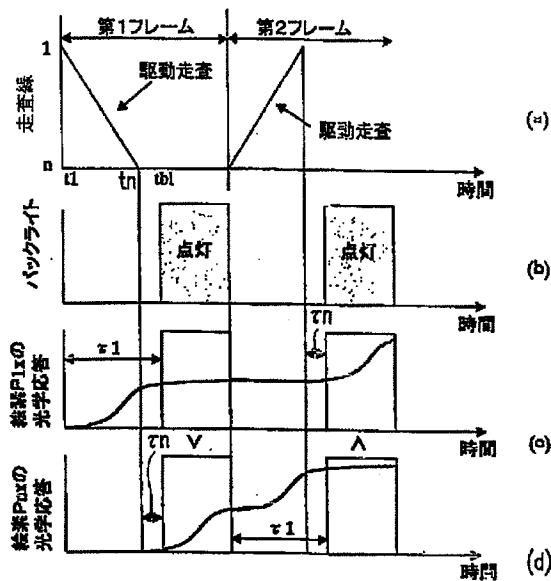 第1フレーム
第2フレーム
1
走査線
駆動走査
駆動走査
(a)
n
t1
tn
tbl
時間
バックライト
点灯
点灯
(b)
時間
τn
絵素P1xの
光学応答
τ1
(c)
時間
τn
∨
∧
絵素Pnxの
光学応答
τ1
(d)
時間